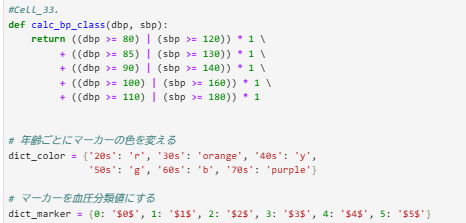 #Cell_33.
def calc_bp_class(dbp, sbp):
    return ((dbp >= 80) | (sbp >= 120)) * 1 \
         + ((dbp >= 85) | (sbp >= 130)) * 1 \
         + ((dbp >= 90) | (sbp >= 140)) * 1 \
         + ((dbp >= 100) | (sbp >= 160)) * 1 \
         + ((dbp >= 110) | (sbp >= 180)) * 1
# 年齢ごとにマーカーの色を変える
dict_color = {'20s': 'r', '30s': 'orange', '40s': 'y',
              '50s': 'g', '60s': 'b', '70s': 'purple'}
# マーカーを血圧分類値にする
dict_marker = {0: '$0$', 1: '$1$', 2: '$2$', 3: '$3$', 4: '$4$', 5: '$5$'}